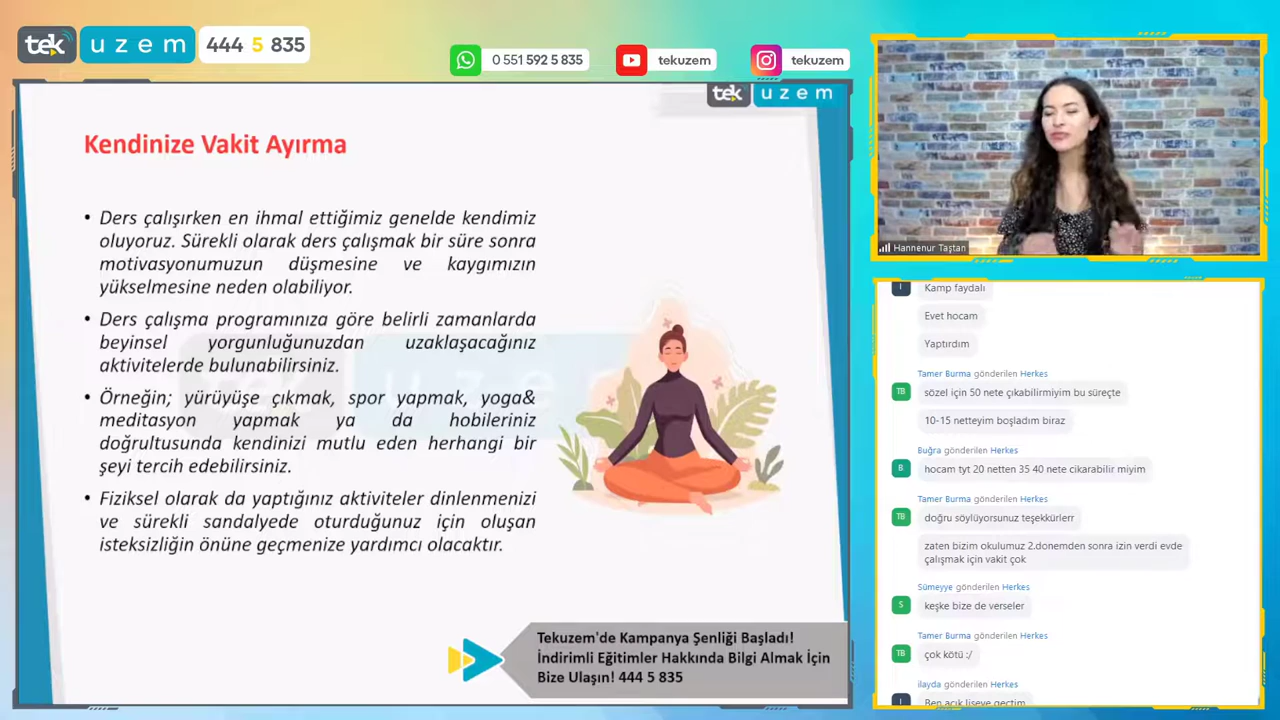 tek uzem 444 5 835
0 551 592 5 835
tekuzem
tekuzem
tek uzem
Kendinize Vakit Ayırma
• Ders çalışırken en ihmal ettiğimiz genelde kendimiz
oluyoruz. Sürekli olarak ders çalışmak bir süre sonra
motivasyonumuzun düşmesine ve kaygımızın
yükselmesine neden olabiliyor.
• Ders çalışma programınıza göre belirli zamanlarda
beyinsel yorgunluğunuzdan uzaklaşacağınız
aktivitelerde bulunabilirsiniz.
• Örneğin; yürüyüşe çıkmak, spor yapmak, yoga&
meditasyon yapmak ya da hobileriniz
doğrultusunda kendinizi mutlu eden herhangi bir
şeyi tercih edebilirsiniz.
• Fiziksel olarak da yaptığınız aktiviteler dinlenmenizi
ve sürekli sandalyede oturduğunuz için oluşan
isteksizliğin önüne geçmenize yardımcı olacaktır.
Tekuzem'de Kampanya Şenliği Başladı!
İndirimli Eğitimler Hakkında Bilgi Almak İçin
Bize Ulaşın! 444 5 835
Hannenur Taştan
I
Kamp faydalı
Evet hocam
Yaptırdım
Tamer Burma gönderilen Herkes
TB
sözel için 50 nete çıkabilirmiyim bu süreçte
10-15 netteyim boşladım biraz
Buğra gönderilen Herkes
B
hocam tyt 20 netten 35 40 nete cikarabilir miyim
Tamer Burma gönderilen Herkes
TB
doğru söylüyorsunuz teşekkürlerr
zaten bizim okulumuz 2.donemden sonra izin verdi evde
çalışmak için vakit çok
Sümeyye gönderilen Herkes
S
keşke bize de verseler
Tamer Burma gönderilen Herkes
TB
çok kötü :/
ilayda gönderilen Herkes
I
Ben açık liseye geçtim